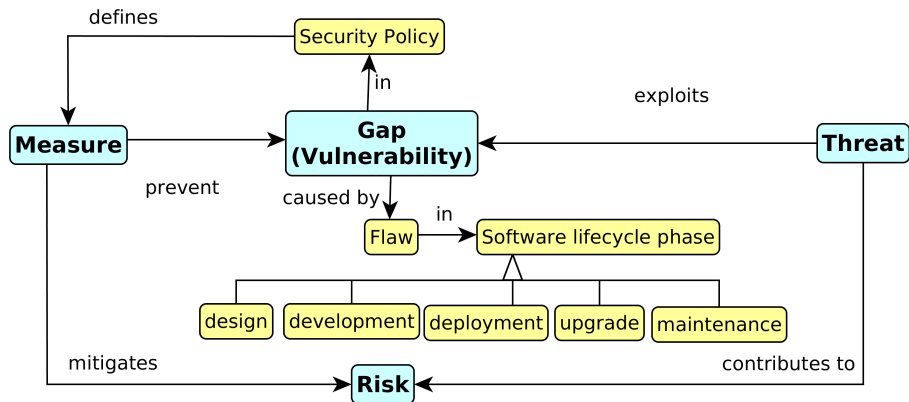 defines
Security Policy
in
exploits
Measure
Gap
(Vulnerability)
Threat
prevent
caused by
in
Flaw
Software lifecycle phase
design
development
deployment
upgrade
maintenance
mitigates
contributes to
Risk